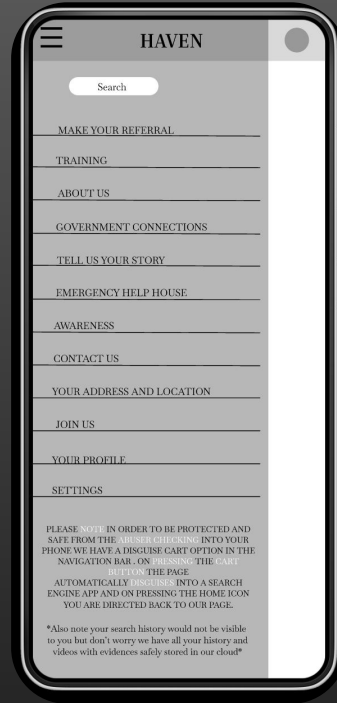 HAVEN
Search
MAKE YOUR REFERRAL
TRAINING
ABOUT US
GOVERNMENT CONNECTIONS
TELL US YOUR STORY
EMERGENCY HELP HOUSE
AWARENESS
CONTACT US
YOUR ADDRESS AND LOCATION
JOIN US
YOUR PROFILE
SETTINGS
PLEASE NOTE IN ORDER TO BE PROTECTED AND
SAFE FROM THE ABUSER CHECKING INTO YOUR
PHONE WE HAVE A DISGUISE CART OPTION IN THE
NAVIGATION BAR . ON PRESSING THE CART
BUTTON THE PAGE
AUTOMATICALLY DISGUISES INTO A SEARCH
ENGINE APP AND ON PRESSING THE HOME ICON
YOU ARE DIRECTED BACK TO OUR PAGE.
*Also note your search history would not be visible
to you but don't worry we have all your history and
videos with evidences safely stored in our cloud*